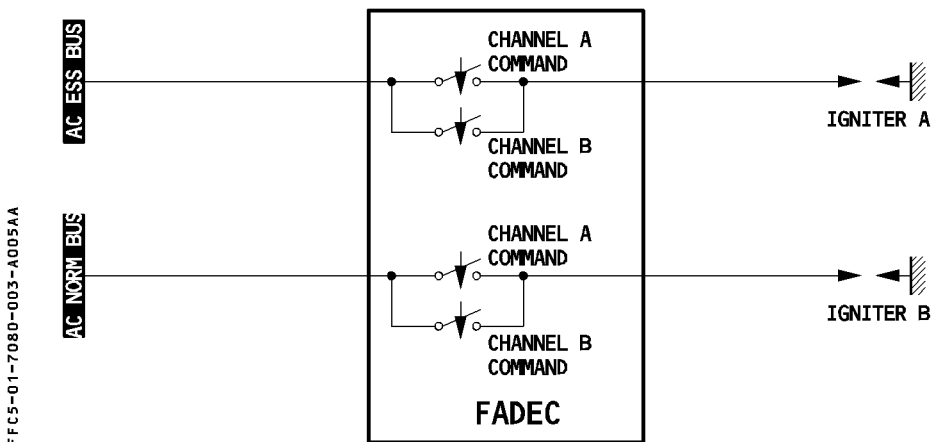 AC ESS BUS
CHANNEL A
COMMAND
CHANNEL B
COMMAND
IGNITER A
AC NORM BUS
CHANNEL A
COMMAND
CHANNEL B
COMMAND
IGNITER B
FADEC
FFC5-01-7080-003-A005AA